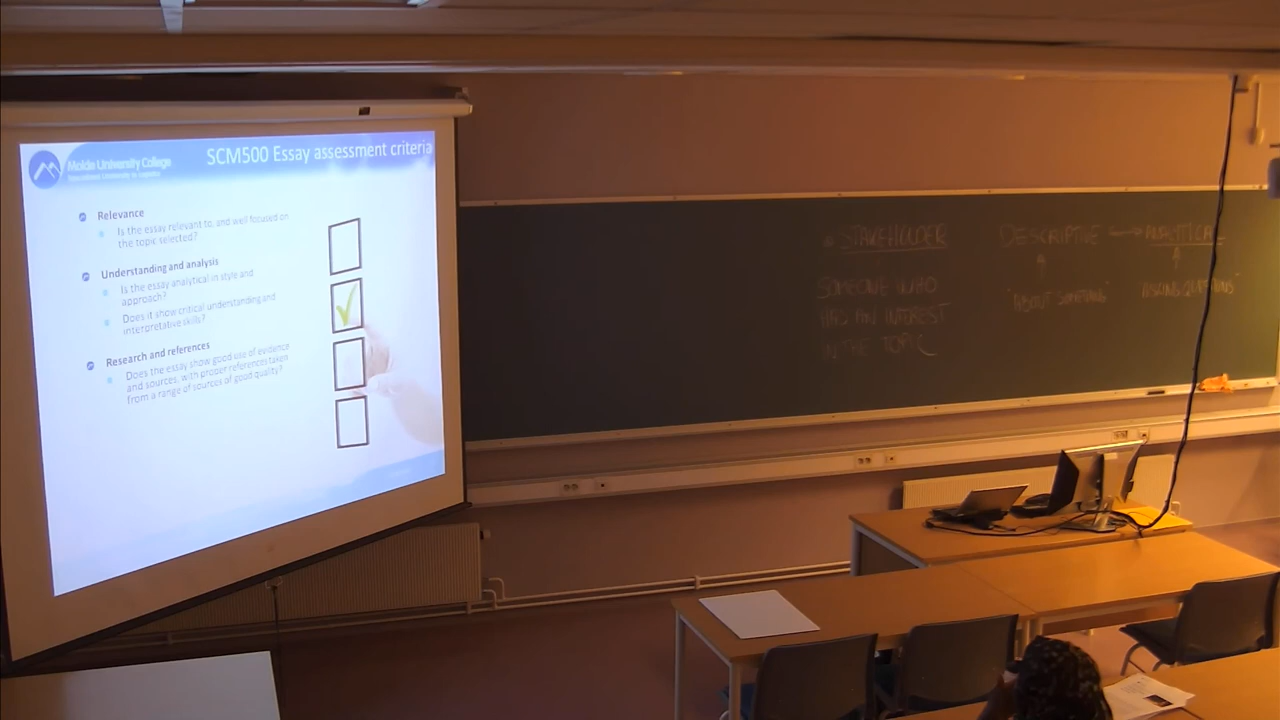 Molde University College
SCM500 Essay assessment criteria
Relevance
Is the essay relevant to, and well focused on
the topic selected?
Understanding and analysis
Is the essay analytical in style and
approach?
Does it show critical understanding and
interpretative skills?
Research and references
Does the essay show good use of evidence
and sources, with proper references taken
from a range of sources of good quality?
STAKEHOLDER
SOMEONE WHO
HAS AN INTEREST
IN THE TOPIC
DESCRIPTIVE → ANALYTICAL
"ABOUT SOMETHING"
"ASKING QUESTIONS"